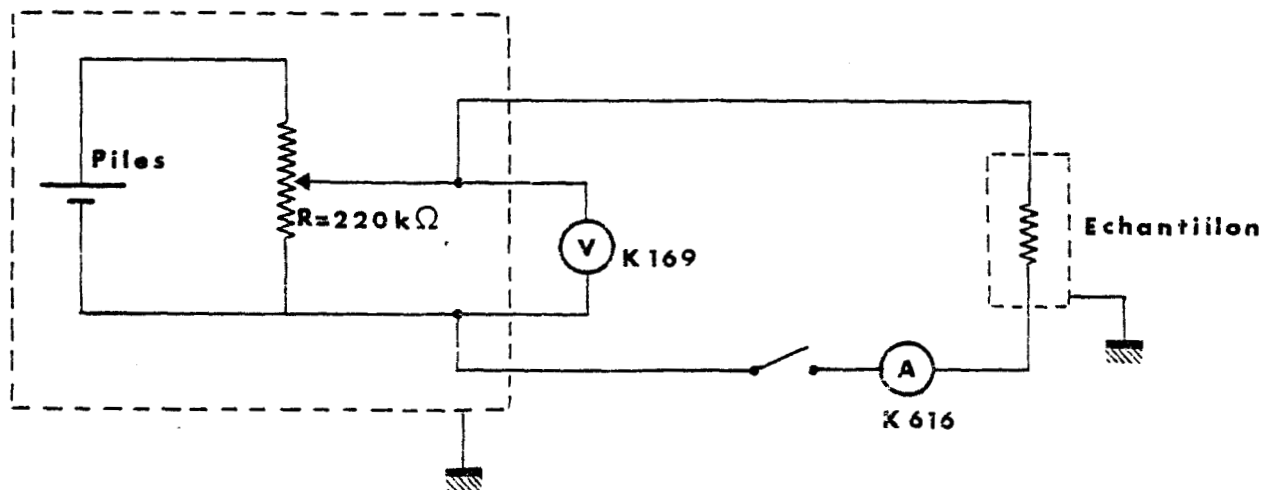 Piles
R=220kΩ
V
K 169
Echantiilon
A
K 616